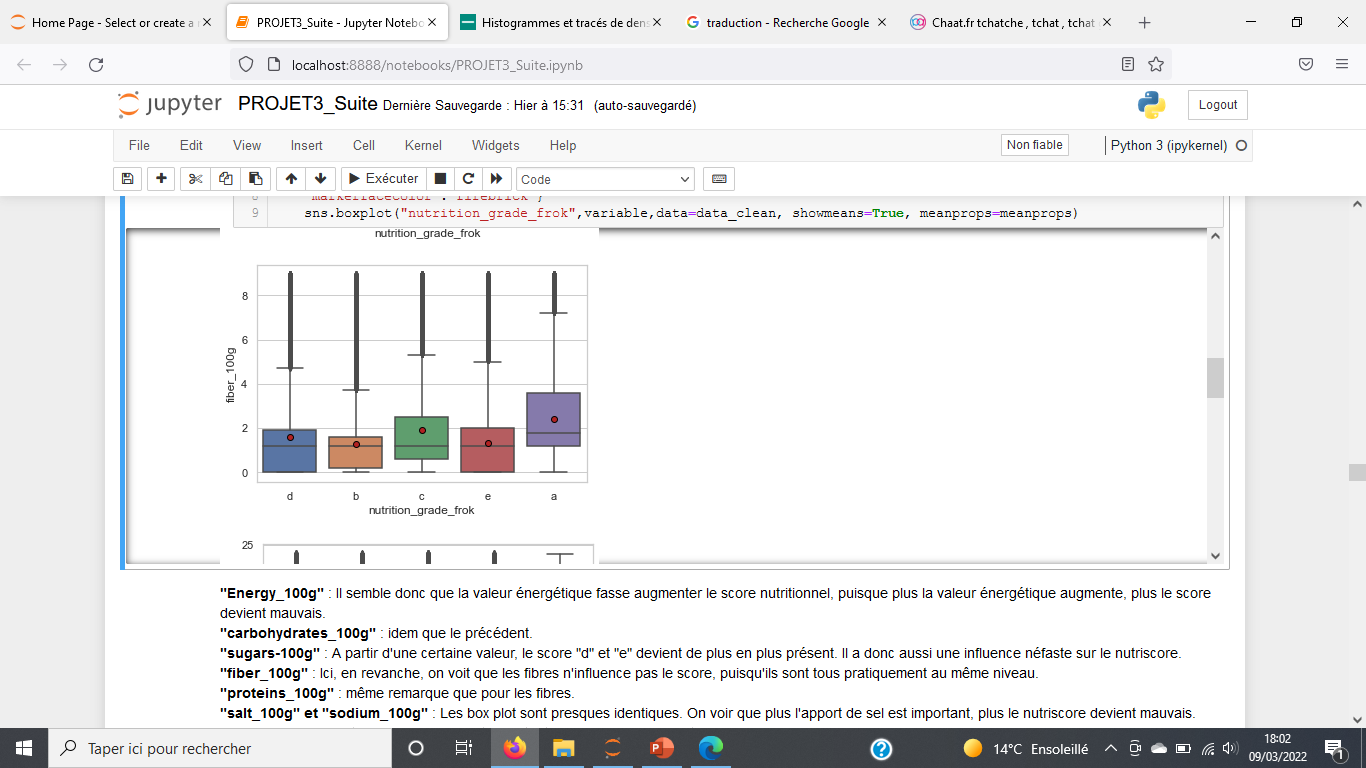 Home Page - Select or create a
PROJET3_Suite - Jupyter Notebo
Histogrammes et tracés de dens
traduction - Recherche Google
Chaat.fr tchatche , tchat , tchat
localhost:8888/notebooks/PROJET3_Suite.ipynb
jupyter PROJET3_Suite Dernière Sauvegarde : Hier à 15:31 (auto-sauvegardé)
Logout
File Edit View Insert Cell Kernel Widgets Help
Non fiable
Python 3 (ipykernel)
Exécuter
Code
8 "markerfacecolor":"firebrick"}
9 sns.boxplot("nutrition_grade_frok",variable,data=data_clean, showmeans=True, meanprops=meanprops)
nutrition_grade_frok
8
6
4
2
0
fiber_100g
d b c e a
nutrition_grade_frok
25
"Energy_100g" : Il semble donc que la valeur énergétique fasse augmenter le score nutritionnel, puisque plus la valeur énergétique augmente, plus le score
devient mauvais.
"carbohydrates_100g" : idem que le précédent.
"sugars-100g" : A partir d'une certaine valeur, le score "d" et "e" devient de plus en plus présent. Il a donc aussi une influence néfaste sur le nutriscore.
"fiber_100g" : Ici, en revanche, on voit que les fibres n'influence pas le score, puisqu'ils sont tous pratiquement au même niveau.
"proteins_100g" : même remarque que pour les fibres.
"salt_100g" et "sodium_100g" : Les box plot sont presques identiques. On voir que plus l'apport de sel est important, plus le nutriscore devient mauvais.
Taper ici pour rechercher
14°C Ensoleillé
18:02
09/03/2022
1